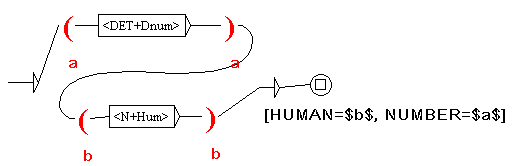 ( <DET+Dnum> )
a a
( <N+Hum> )
b b
[HUMAN=$b$, NUMBER=$a$]